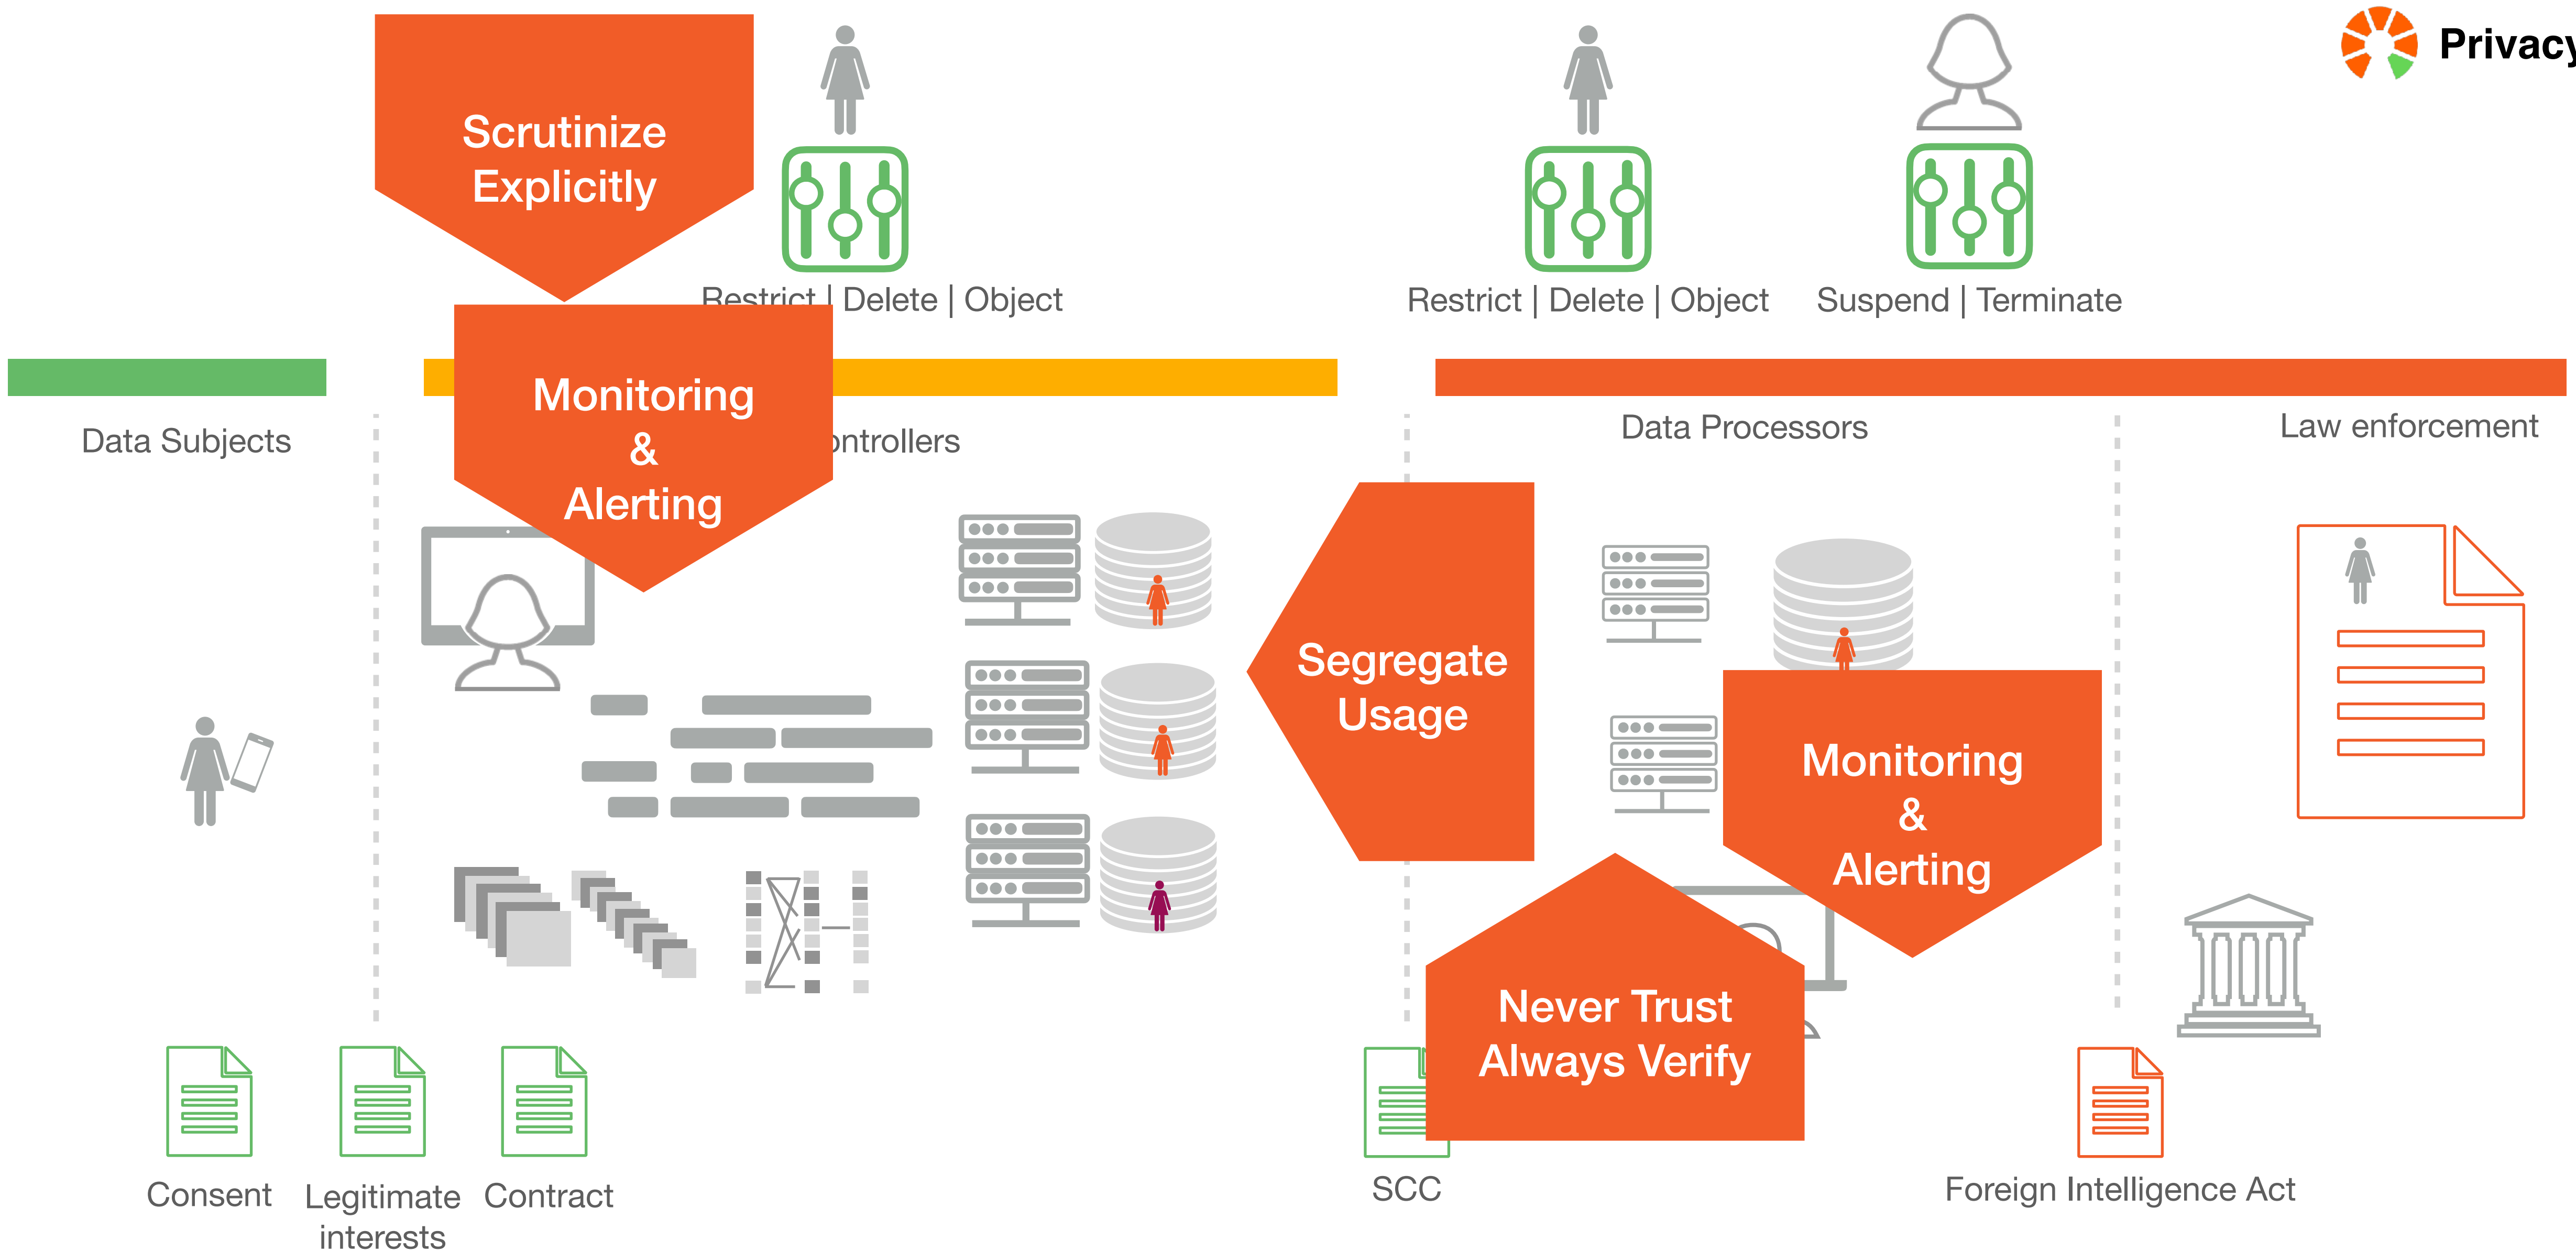 Privacy
Scrutinize
Explicitly
Restrict | Delete | Object
Restrict | Delete | Object
Suspend | Terminate
Monitoring
&
Alerting
Data Subjects
ontrollers
Data Processors
Law enforcement
Segregate
Usage
Monitoring
&
Alerting
Never Trust
Always Verify
Consent
Legitimate
interests
Contract
SCC
Foreign Intelligence Act